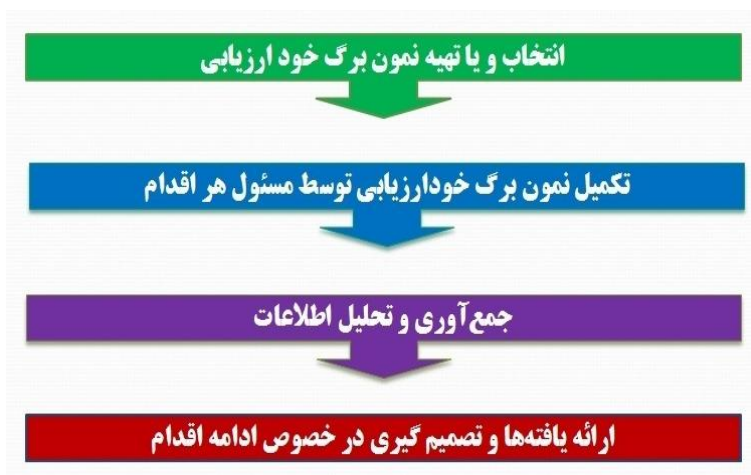 انتخاب و یا تهیه نمون برگ خود ارزیابی
تکمیل نمون برگ خودارزیابی توسط مسئول هر اقدام
جمع‌آوری و تحلیل اطلاعات
ارائه یافته‌ها و تصمیم گیری در خصوص ادامه اقدام